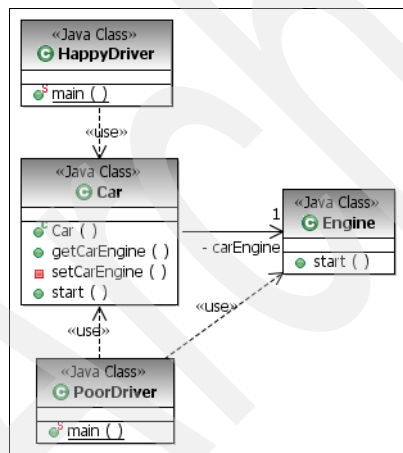 «Java Class»
HappyDriver
main ( )
«use»
«Java Class»
Car
Car ( )
getCarEngine ( )
setCarEngine ( )
start ( )
1
- carEngine
«Java Class»
Engine
start ( )
«use»
«use»
«Java Class»
PoorDriver
main ( )